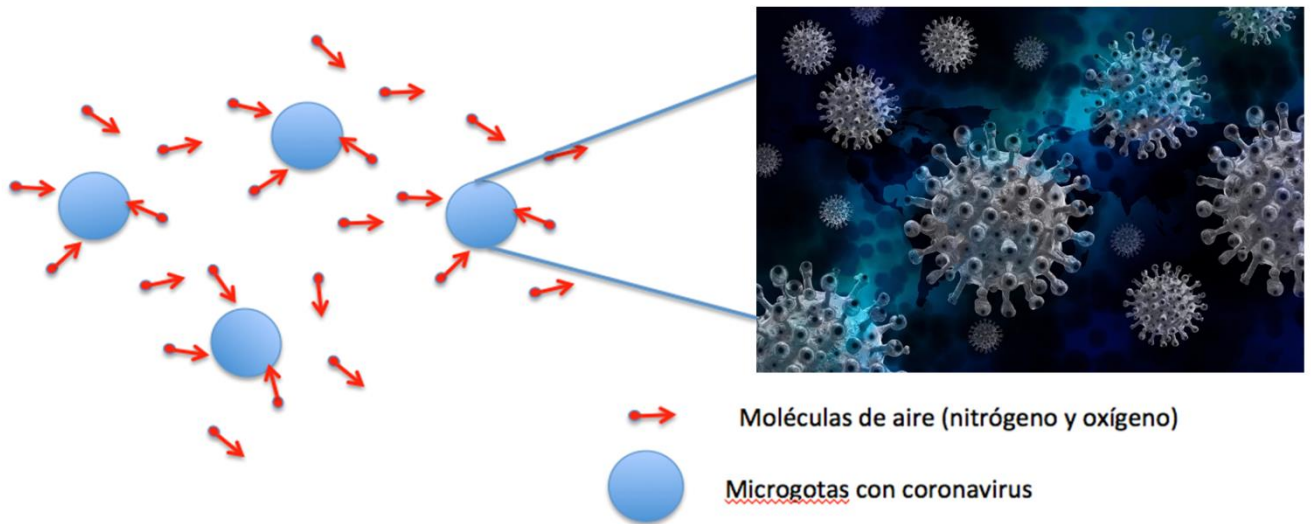 Moléculas de aire (nitrógeno y oxígeno)
Microgotas con coronavirus